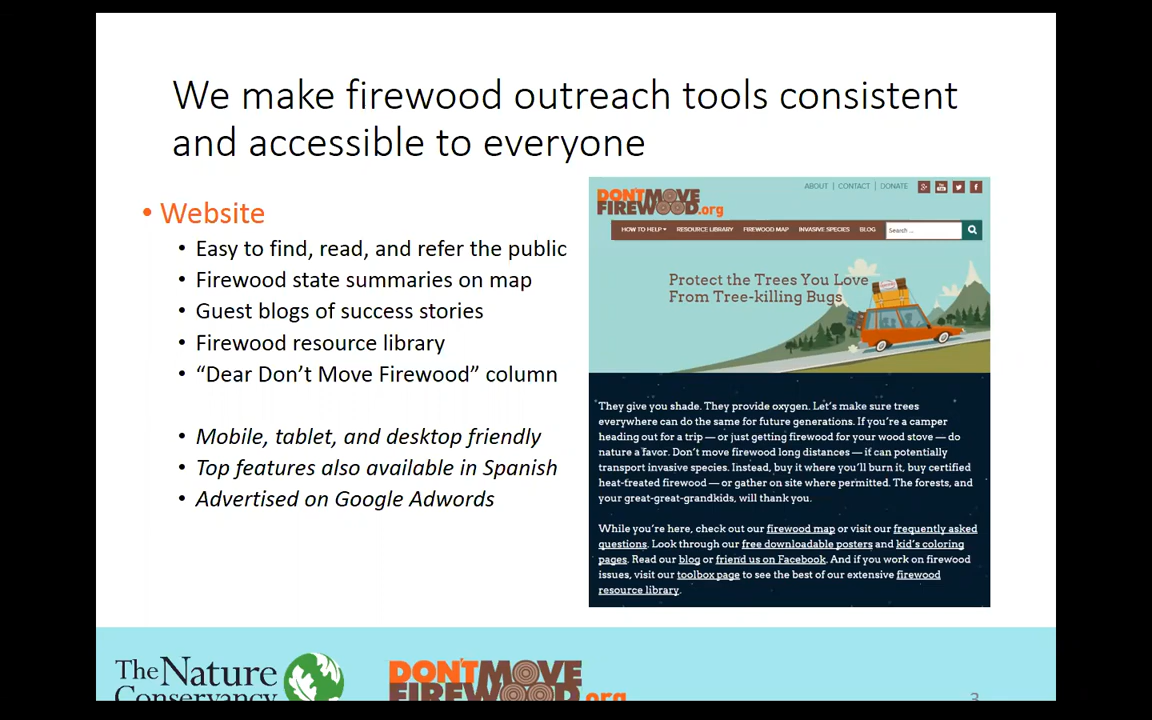 We make firewood outreach tools consistent
and accessible to everyone
• Website
• Easy to find, read, and refer the public
• Firewood state summaries on map
• Guest blogs of success stories
• Firewood resource library
• “Dear Don’t Move Firewood” column
• Mobile, tablet, and desktop friendly
• Top features also available in Spanish
• Advertised on Google Adwords
ABOUT | CONTACT | DONATE
DON'T MOVE
FIREWOOD.org
HOW TO HELP RESOURCE LIBRARY FIREWOOD MAP INVASIVE SPECIES BLOG Search ...
Protect the Trees You Love
From Tree-killing Bugs
They give you shade. They provide oxygen. Let's make sure trees
everywhere can do the same for future generations. If you're a camper
heading out for a trip — or just getting firewood for your wood stove — do
nature a favor. Don't move firewood long distances — if can potentially
transport invasive species. Instead, buy it where you'll burn it, buy certified
heat-treated firewood — or gather on site where permitted. The forests, and
your great-great-grandkids, will thank you.
While you're here, check out our firewood map or visit our frequently asked
questions. Look through our free downloadable posters and kid's coloring
pages. Read our blog or friend us on Facebook. And if you work on firewood
issues, visit our toolbox page to see the best of our extensive firewood
resource library.
The Nature
Conservancy
DON'T MOVE
FIREWOOD.org
3